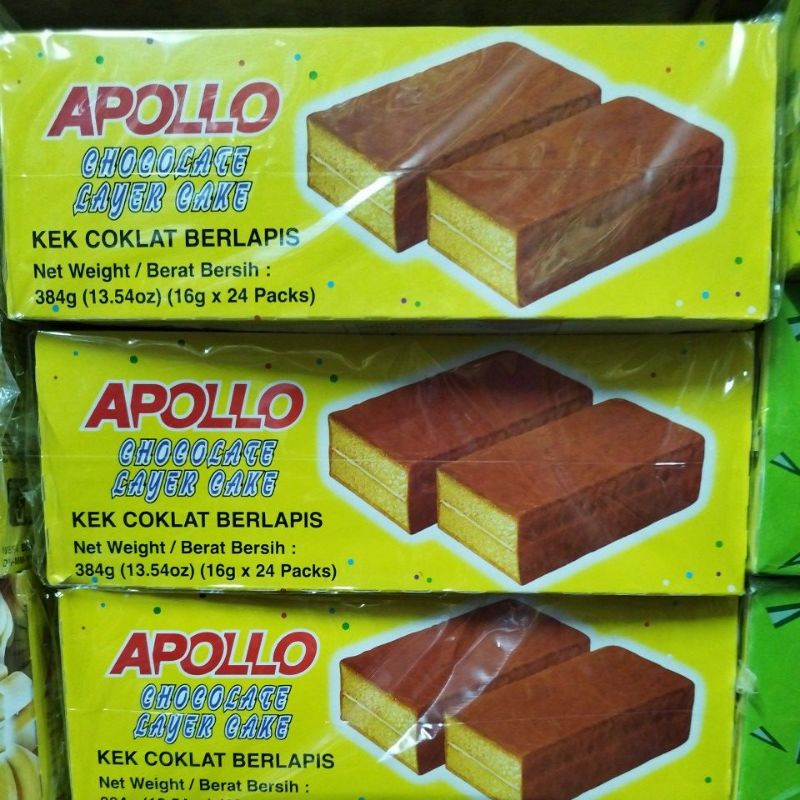 APOLLO
CHOCOLATE
LAYER CAKE
KEK COKLAT BERLAPIS
Net Weight / Berat Bersih :
384g (13.54oz) (16g x 24 Packs)
APOLLO
CHOCOLATE
LAYER CAKE
KEK COKLAT BERLAPIS
Net Weight / Berat Bersih :
384g (13.54oz) (16g x 24 Packs)
APOLLO
CHOCOLATE
LAYER CAKE
KEK COKLAT BERLAPIS
Net Weight / Berat Bersih :